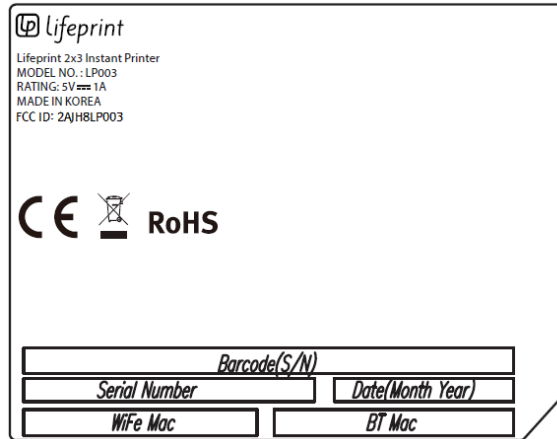 lifeprint
Lifeprint 2x3 Instant Printer
MODEL NO. : LP003
RATING: 5V⎓1A
MADE IN KOREA
FCC ID: 2AJH8LP003
CE RoHS
Barcode(S/N)
Serial Number Date(Month Year)
WiFe Mac BT Mac